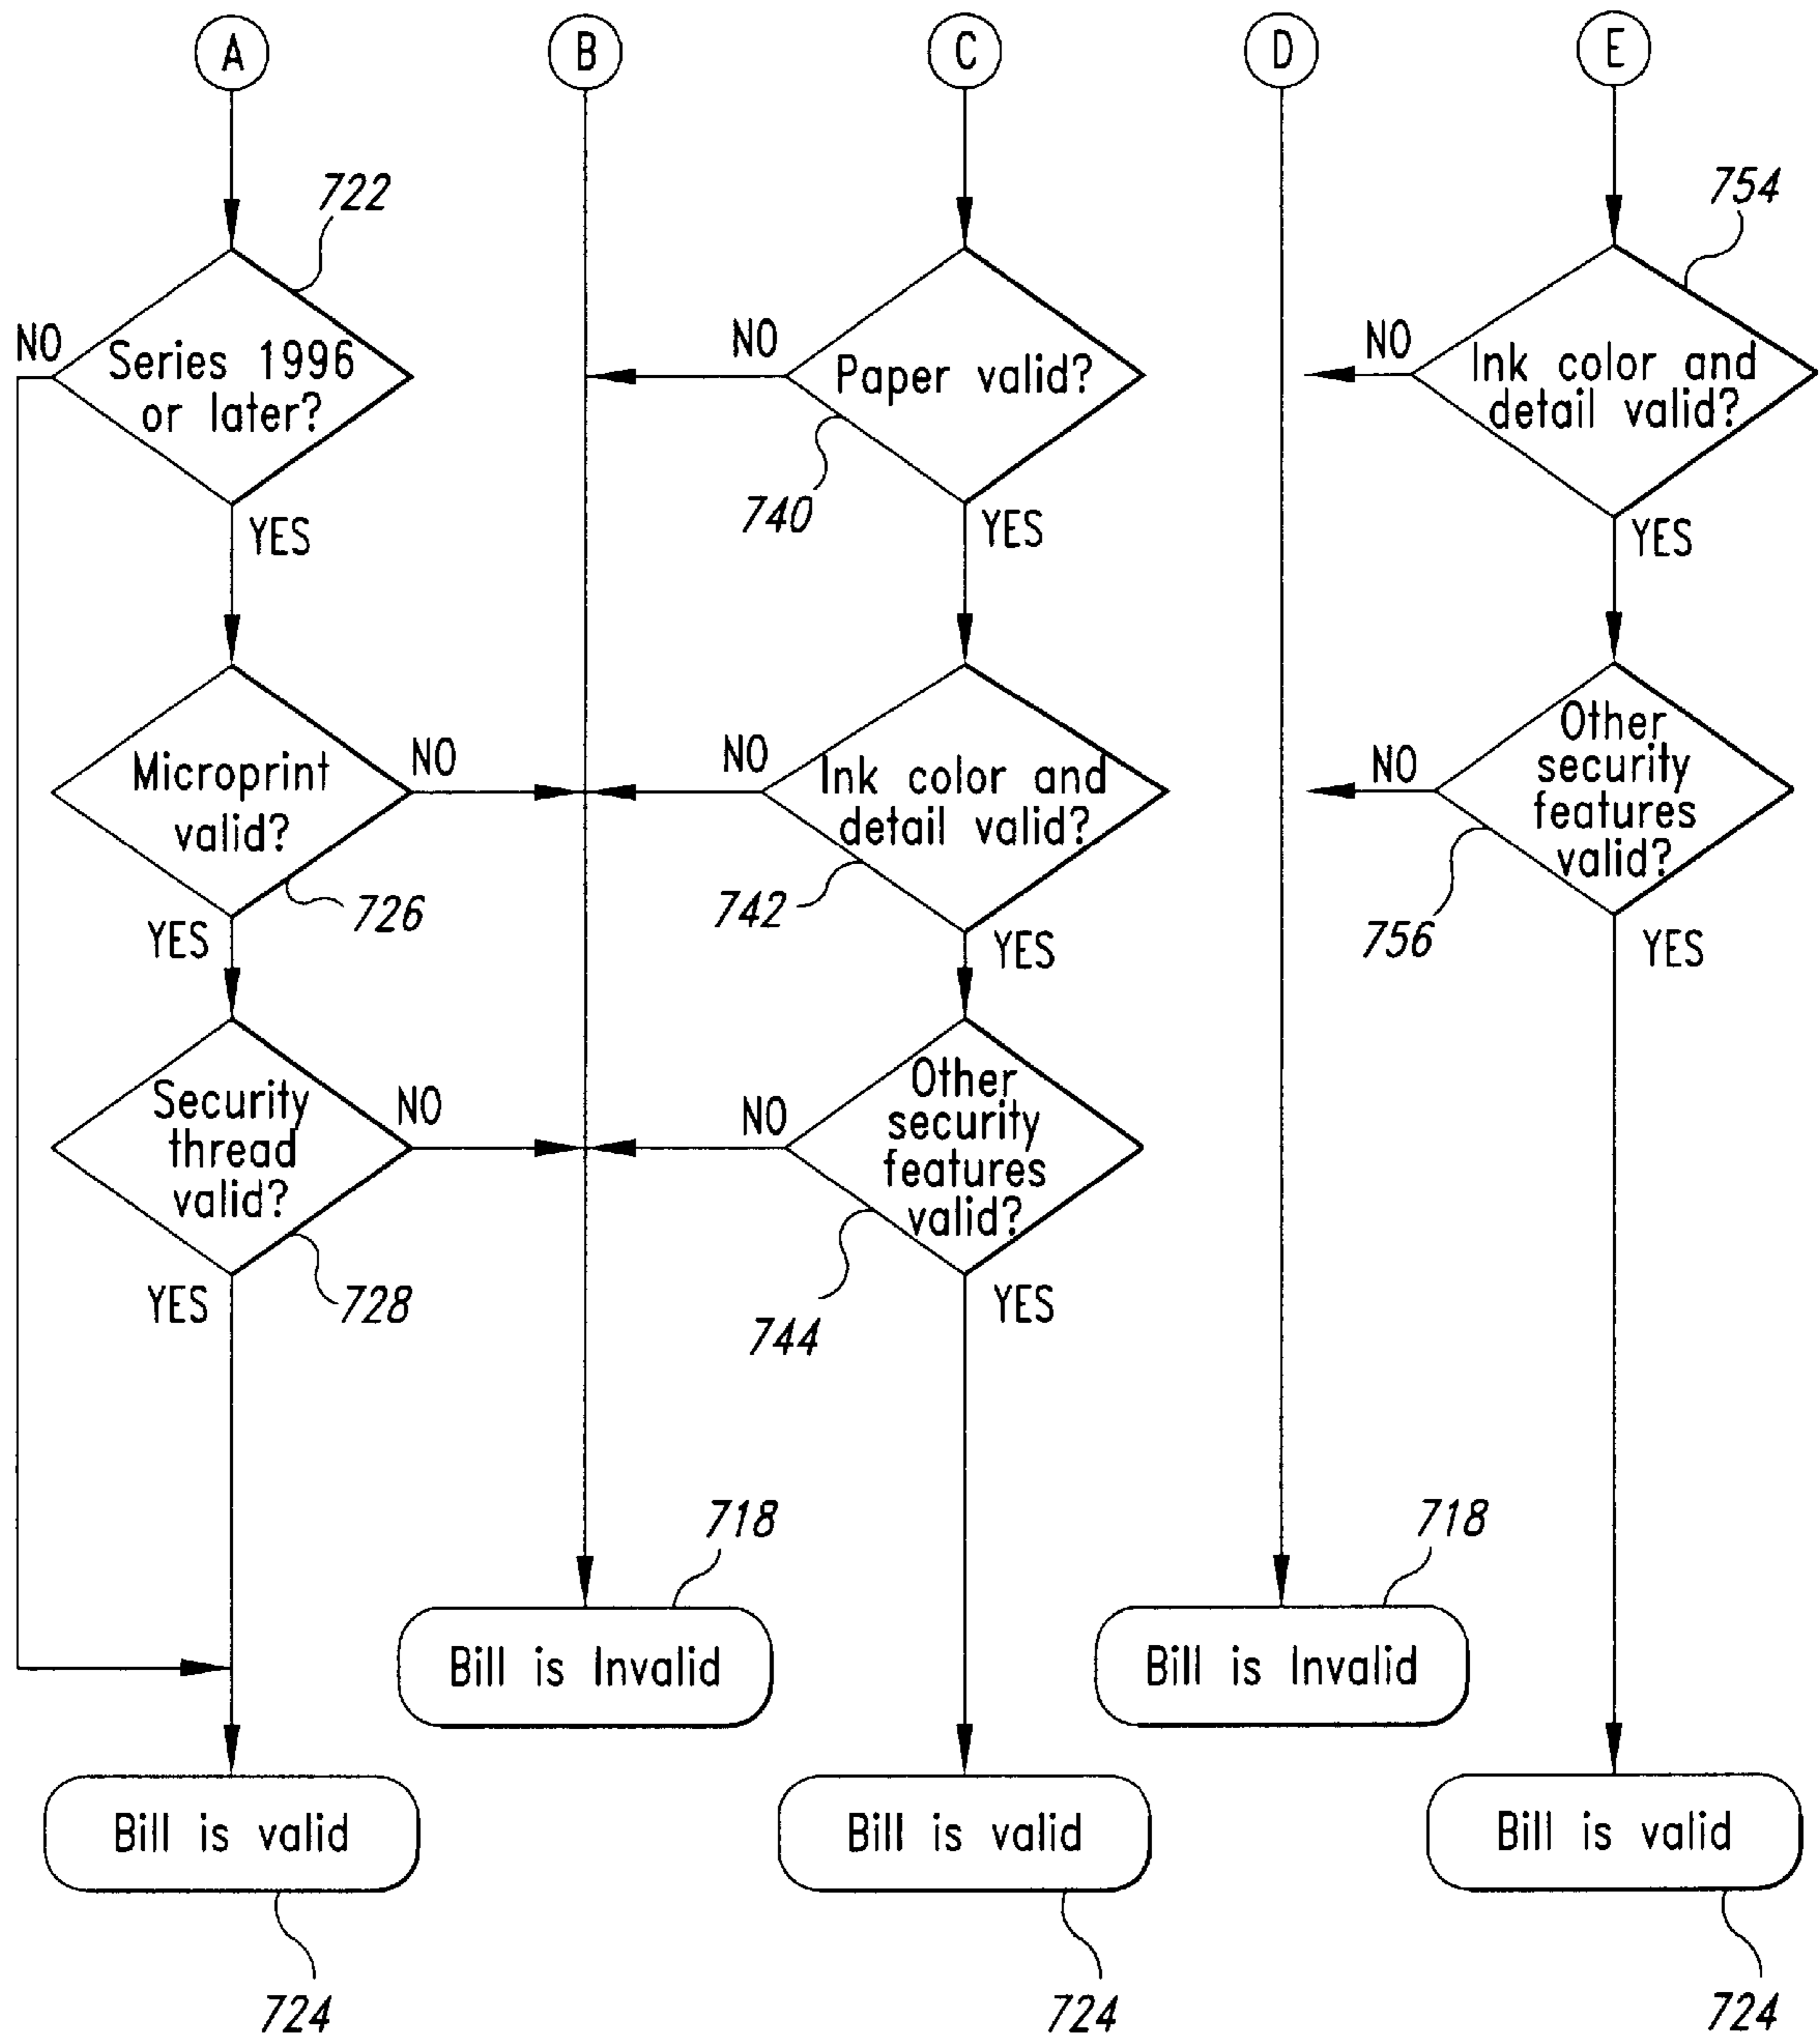 A
B
C
D
E
722
754
NO
Series 1996
or later?
YES
NO
Paper valid?
740
YES
NO
Ink color and
detail valid?
YES
Microprint
valid?
NO
726
YES
NO
Ink color and
detail valid?
742
YES
NO
Other
security
features
valid?
756
YES
Security
thread
valid?
NO
728
YES
NO
Other
security
features
valid?
744
YES
718
Bill is Invalid
718
Bill is Invalid
Bill is valid
724
Bill is valid
724
Bill is valid
724